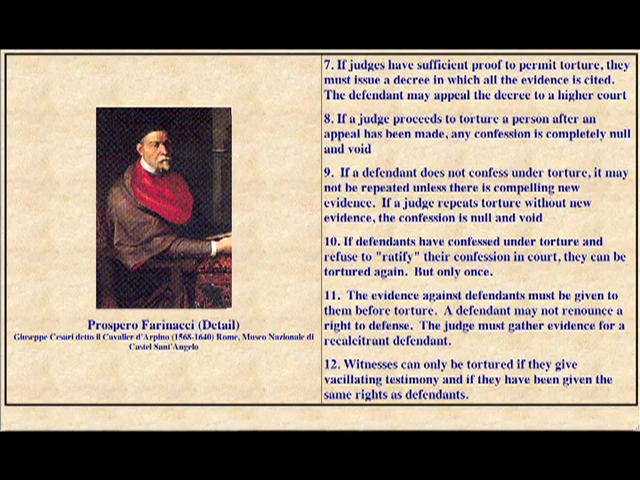 Prospero Farinacci (Detail)
Giuseppe Cesari detto il Cavalier d'Arpino (1568-1640) Rome, Museo Nazionale di
Castel Sant'Angelo
7. If judges have sufficient proof to permit torture, they
must issue a decree in which all the evidence is cited.
The defendant may appeal the decree to a higher court
8. If a judge proceeds to torture a person after an
appeal has been made, any confession is completely null
and void
9. If a defendant does not confess under torture, it may
not be repeated unless there is compelling new
evidence. If a judge repeats torture without new
evidence, the confession is null and void
10. If defendants have confessed under torture and
refuse to "ratify" their confession in court, they can be
tortured again. But only once.
11. The evidence against defendants must be given to
them before torture. A defendant may not renounce a
right to defense. The judge must gather evidence for a
recalcitrant defendant.
12. Witnesses can only be tortured if they give
vacillating testimony and if they have been given the
same rights as defendants.